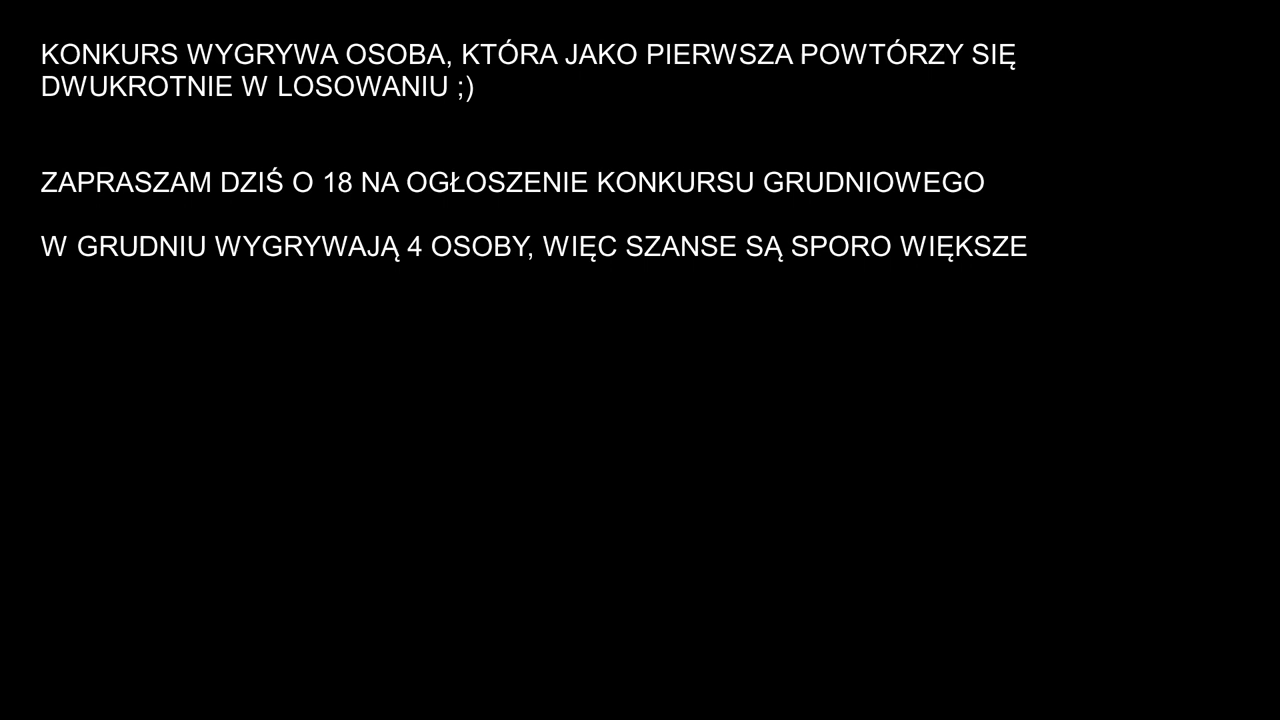 KONKURS WYGRYWA OSOBA, KTÓRA JAKO PIERWSZA POWTÓRZY SIĘ
DWUKROTNIE W LOSOWANIU ;)
ZAPRASZAM DZIŚ O 18 NA OGŁOSZENIE KONKURSU GRUDNIOWEGO
W GRUDNIU WYGRYWAJĄ 4 OSOBY, WIĘC SZANSE SĄ SPORO WIĘKSZE